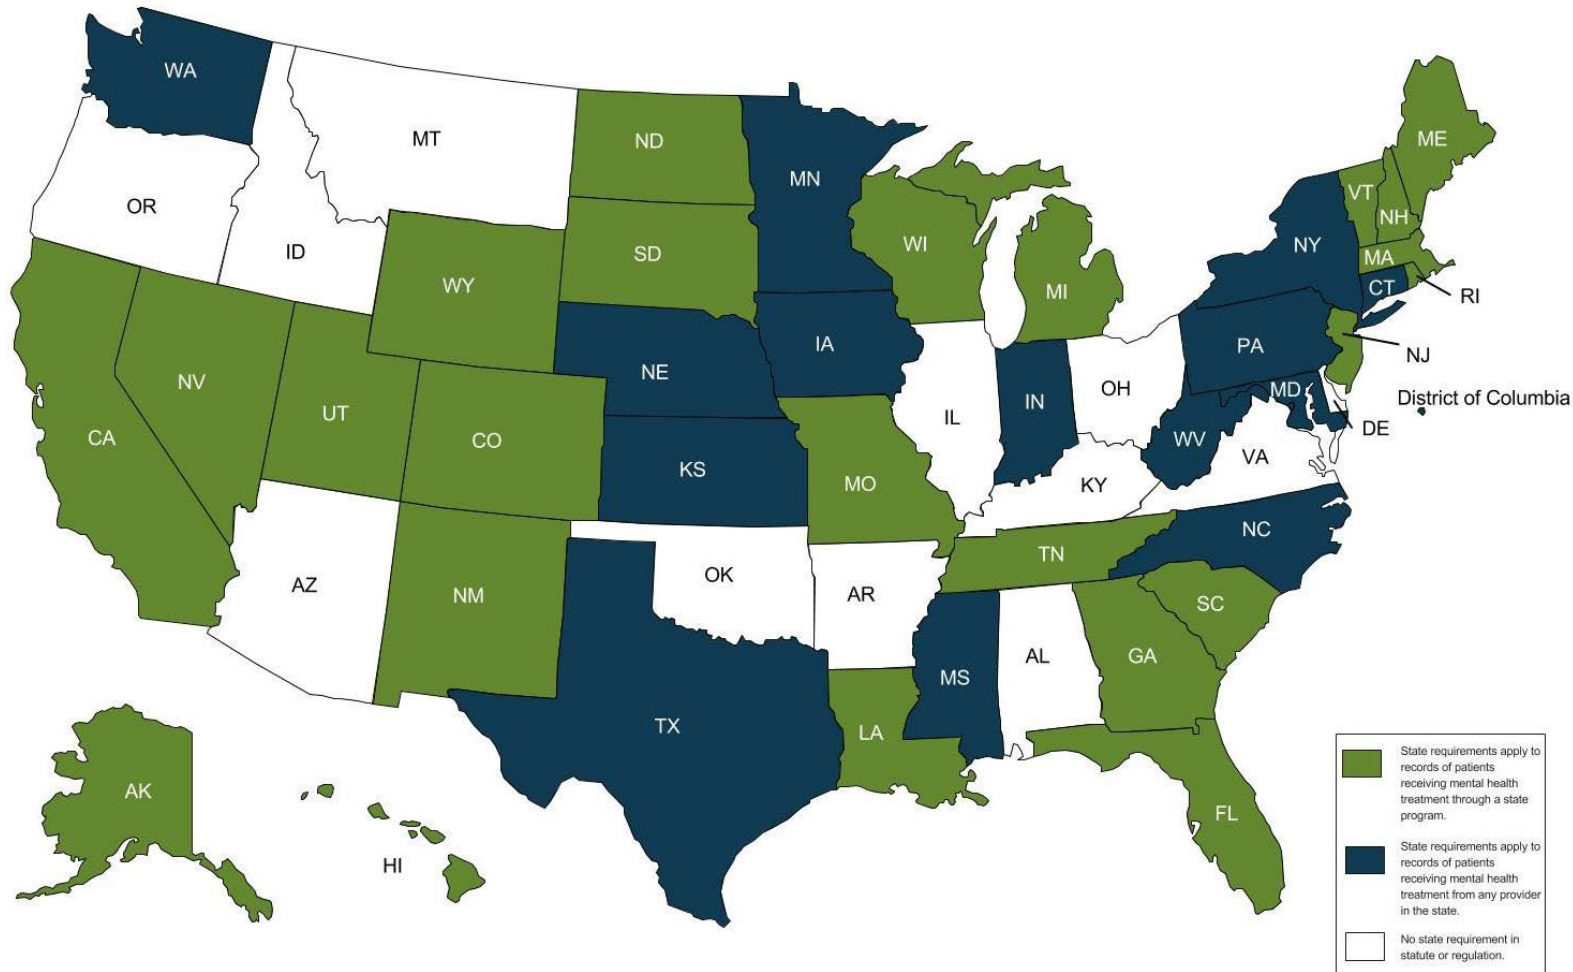 WA
MT
ND
MN
ME
OR
ID
WY
SD
WI
MI
VT
NH
NY
MA
CT
RI
NV
UT
CO
NE
IA
IL
IN
OH
PA
NJ
MD
District of Columbia
DE
CA
KS
MO
KY
WV
VA
AZ
NM
OK
AR
TN
NC
SC
TX
LA
MS
AL
GA
FL
AK
HI
State requirements apply to
records of patients
receiving mental health
treatment through a state
program.
State requirements apply to
records of patients
receiving mental health
treatment from any provider
in the state.
No state requirement in
statute or regulation.